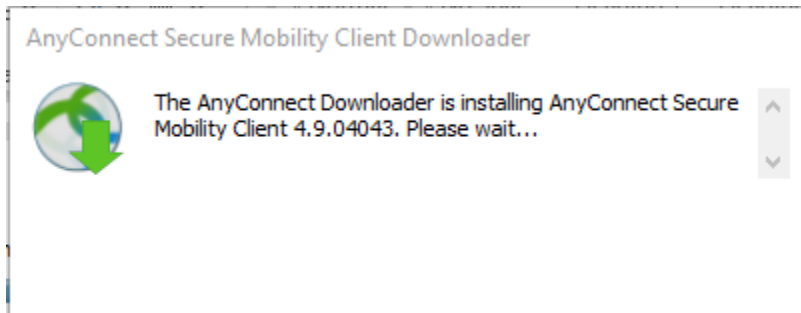 AnyConnect Secure Mobility Client Downloader
The AnyConnect Downloader is installing AnyConnect Secure
Mobility Client 4.9.04043. Please wait...